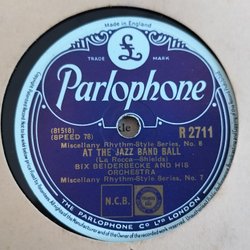 Made in England
£
TRADE MARK
Parlophone
(81518)
(SPEED 78)
R 2711
Miscellany Rhythm-Style Series, No. 8
AT THE JAZZ BAND BALL
(La Rocca—Shields)
BIX BEIDERBECKE AND HIS
ORCHESTRA
Miscellany Rhythm-Style Series, No. 7
N.C.B.
THE PARLOPHONE CO LTD LONDON